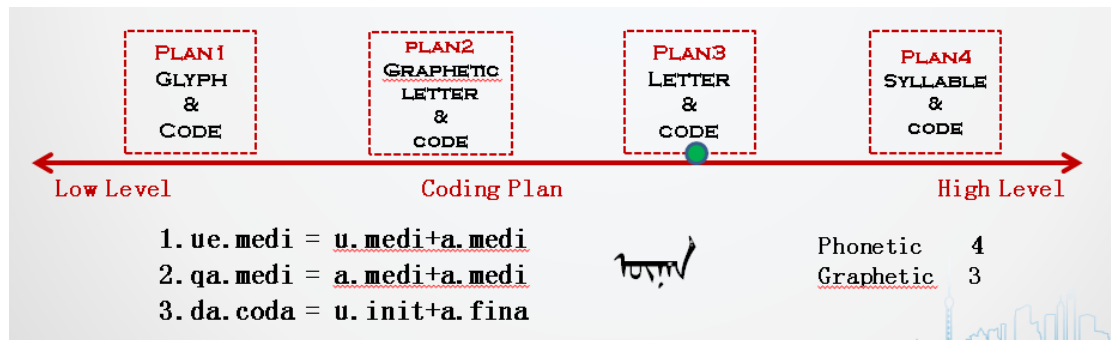 PLAN1
GLYPH
&
CODE
PLAN2
GRAPHETIC
LETTER
&
CODE
PLAN3
LETTER
&
CODE
PLAN4
SYLLABLE
&
CODE
Low Level
Coding Plan
High Level
1. ue.medi = u.medi+a.medi
2. qa.medi = a.medi+a.medi
3. da.coda = u.init+a.fina
Phonetic 4
Graphetic 3